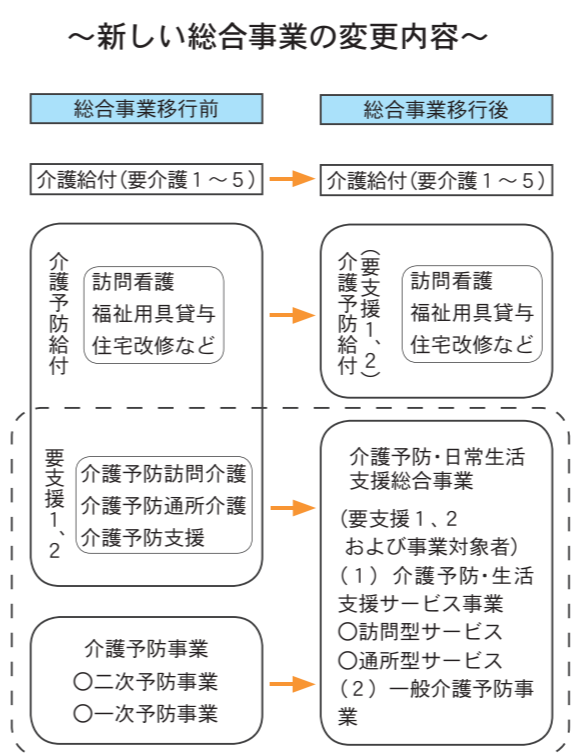 ～新しい総合事業の変更内容～
総合事業移行前
総合事業移行後
介護給付(要介護１～５)
介護給付(要介護１～５)
介護予防給付
訪問看護
福祉用具貸与
住宅改修など
要支援１、２
介護予防訪問介護
介護予防通所介護
介護予防支援
介護予防給付
(要支援１、２)
訪問看護
福祉用具貸与
住宅改修など
介護予防事業
〇二次予防事業
〇一次予防事業
介護予防・日常生活
支援総合事業
(要支援１、２
および事業対象者)
(１) 介護予防・生活
支援サービス事業
〇訪問型サービス
〇通所型サービス
(２) 一般介護予防事
業